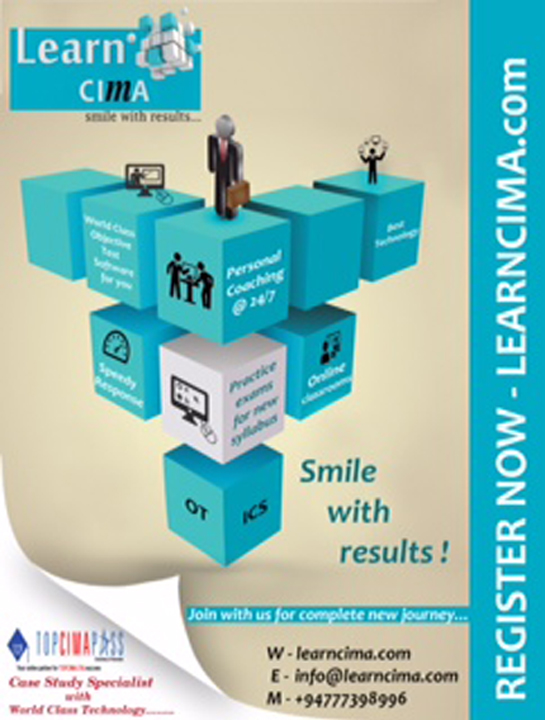 Learn
CIMA
smile with results...
World Class
Objective
Test
Software
for you
Personal
Coaching
@ 24/7
Best
Technology
Speedy
Response
Practice
exams
for new
syllabus
Online
classrooms
OT
ICS
Smile
with
results !
Join with us for complete new journey...
W - learncima.com
E - info@learncima.com
M - +94777398996
TOPCIMAPASS
Case Study Specialist
with
World Class Technology.......
REGISTER NOW - LEARNCIMA.com